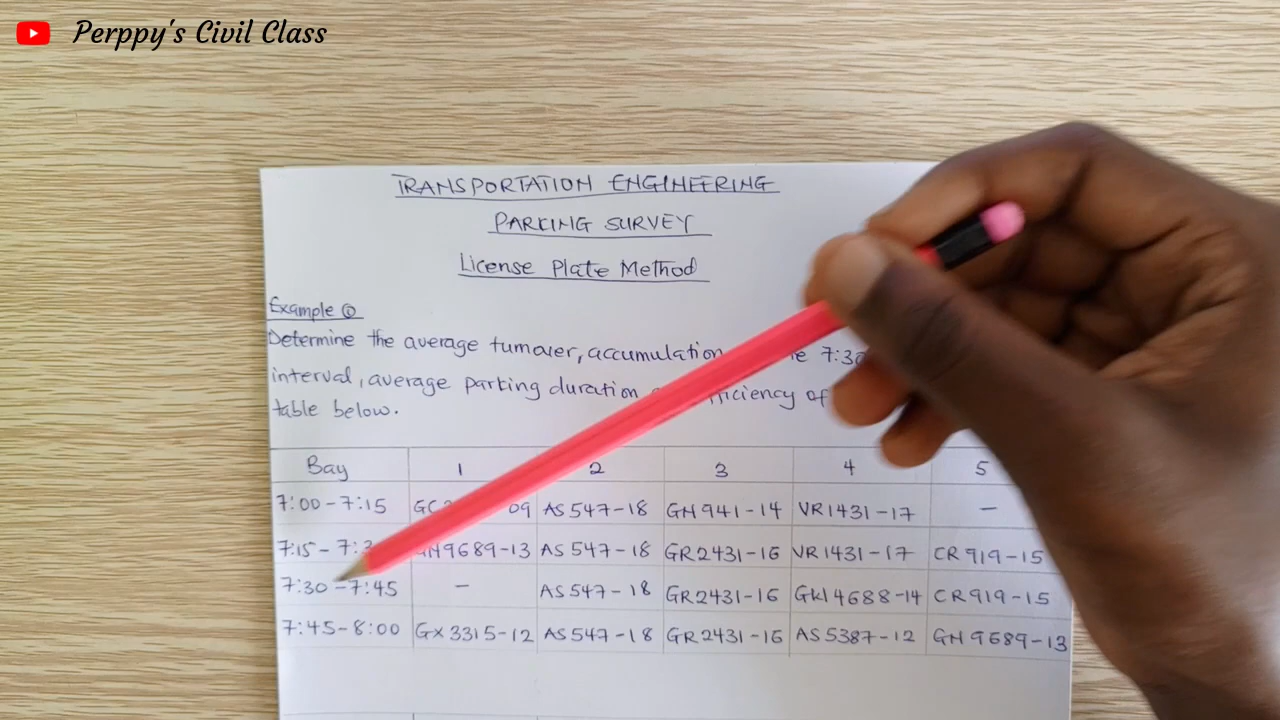 Perppy's Civil Class
TRANSPORTATION ENGINEERING
PARKING SURVEY
License Plate Method
Example ①
Determine the average turnover, accumulation 7:30
interval, average parking duration of
table below.
Bay 1 2 3 4 5
7:00-7:15 AS 547-18 GN 941-14 VR 1431-17 -
7:15- GN 9689-13 AS 547-18 GR 2431-16 VR 1431-17 CR 919-15
7:30-7:45 - AS 547-18 GR 2431-16 CR 919-15
7:45-8:00 GX 3315-12 AS 547-18 GR 2431-16 AS 5387-12 GN 9689-13